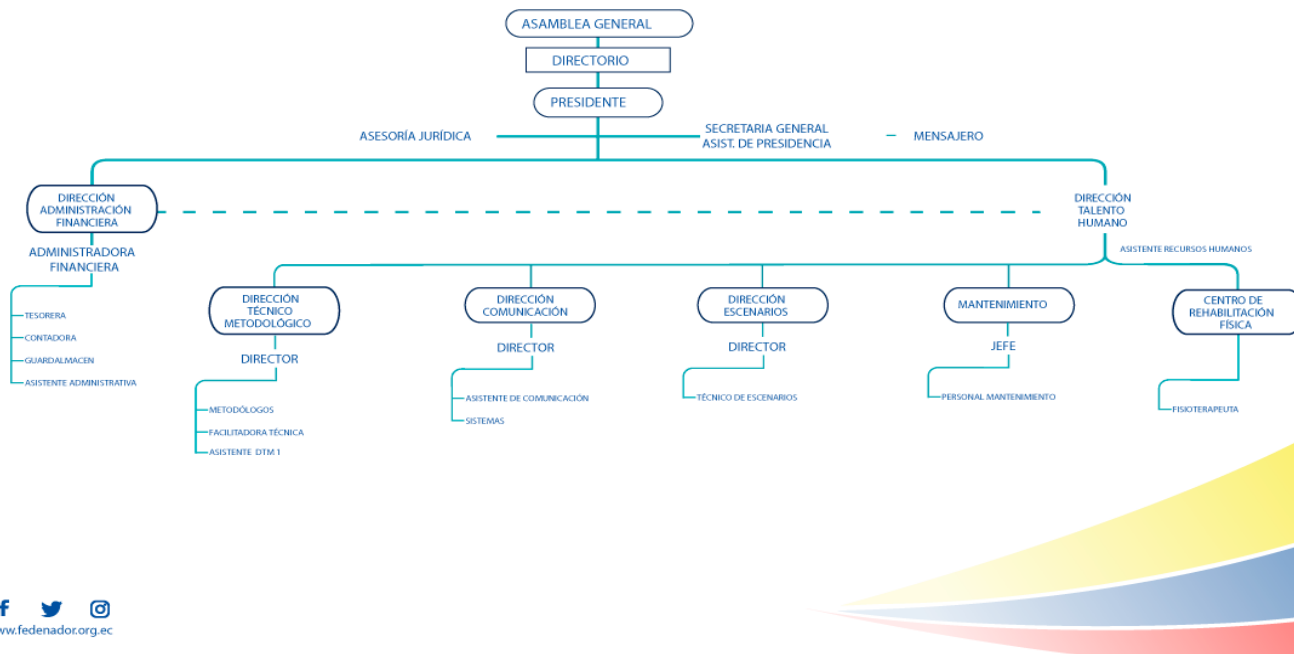 ASAMBLEA GENERAL
DIRECTORIO
PRESIDENTE
ASESORÍA JURÍDICA
SECRETARIA GENERAL
ASIST. DE PRESIDENCIA
– MENSAJERO
DIRECCIÓN
ADMINISTRACIÓN
FINANCIERA
ADMINISTRADORA
FINANCIERA
TESORERA
CONTADORA
GUARDALMACEN
ASISTENTE ADMINISTRATIVA
DIRECCIÓN
TALENTO
HUMANO
ASISTENTE RECURSOS HUMANOS
DIRECCIÓN
TÉCNICO
METODOLÓGICO
DIRECTOR
METODÓLOGOS
FACILITADORA TÉCNICA
ASISTENTE DTM 1
DIRECCIÓN
COMUNICACIÓN
DIRECTOR
ASISTENTE DE COMUNICACIÓN
SISTEMAS
DIRECCIÓN
ESCENARIOS
DIRECTOR
TÉCNICO DE ESCENARIOS
MANTENIMIENTO
JEFE
PERSONAL MANTENIMIENTO
CENTRO DE
REHABILITACIÓN
FÍSICA
FISIOTERAPEUTA
ww.fedenador.org.ec